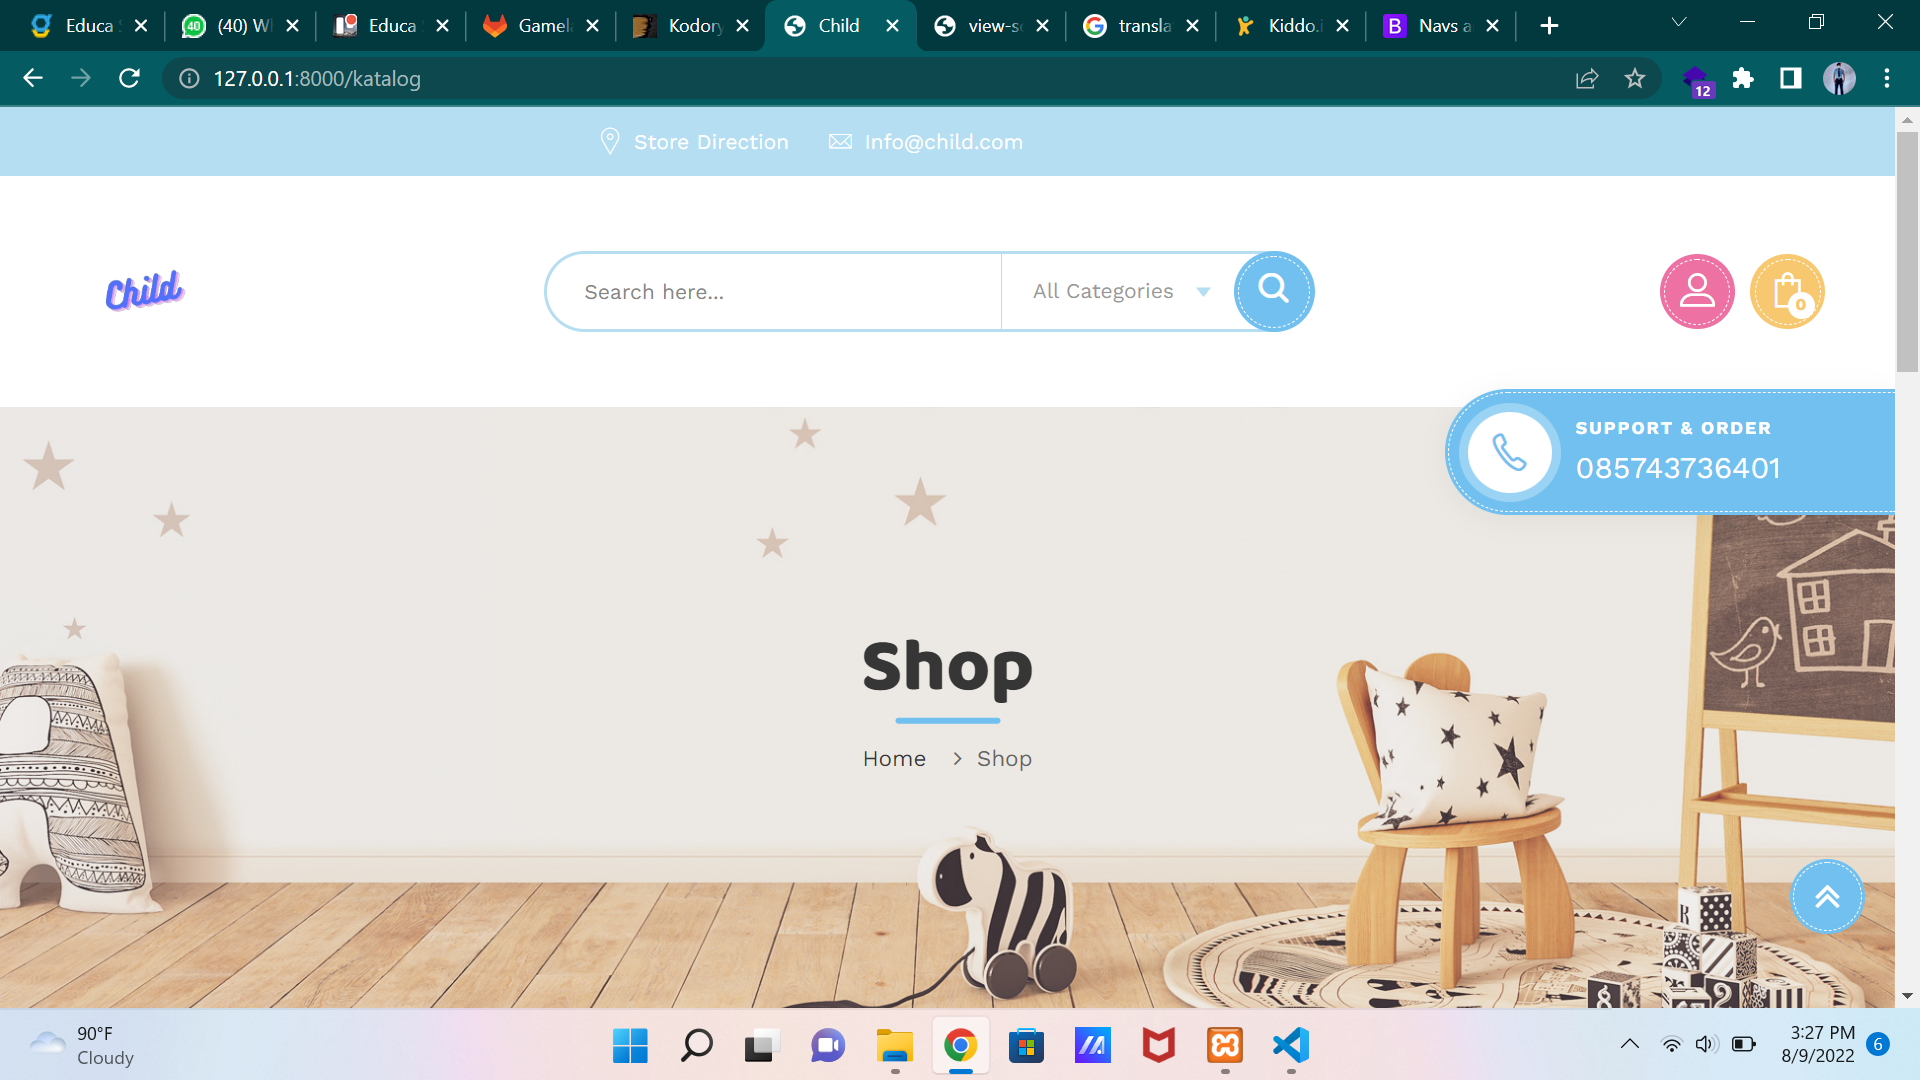 Educa
(40) W
Educa
Gamel
Kodory
Child
view-so
transla
Kiddo.i
Navs a
127.0.0.1:8000/katalog
12
Store Direction
Info@child.com
Child
Search here...
All Categories
0
SUPPORT & ORDER
085743736401
Shop
Home
Shop
90°F
Cloudy
3:27 PM
8/9/2022
6